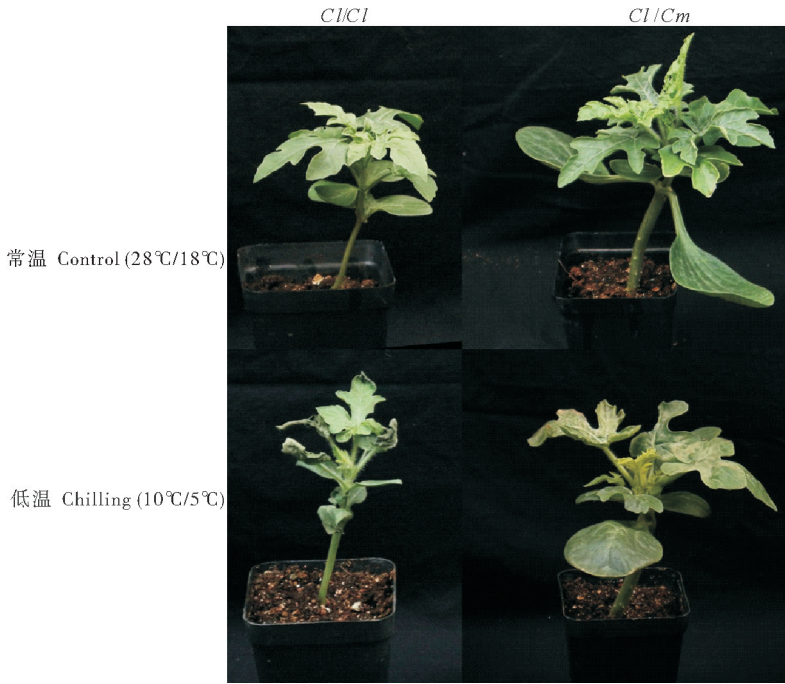 Cl/Cl
Cl/Cm
常温 Control (28℃/18℃)
低温 Chilling (10℃/5℃)